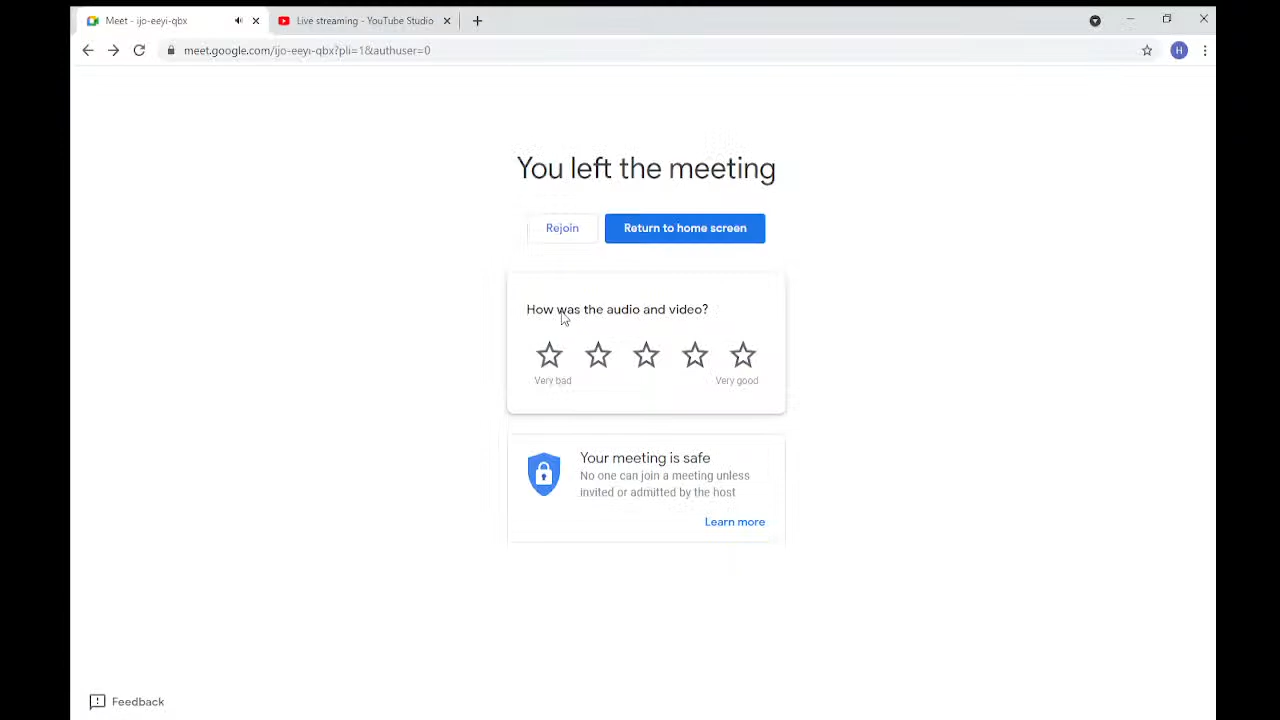 Meet - ijo-eeyi-qbx
Live streaming - YouTube Studio
meet.google.com/ijo-eeyi-qbx?pli=1&authuser=0
H
You left the meeting
Rejoin
Return to home screen
How was the audio and video?
Very bad
Very good
Your meeting is safe
No one can join a meeting unless
invited or admitted by the host
Learn more
Feedback